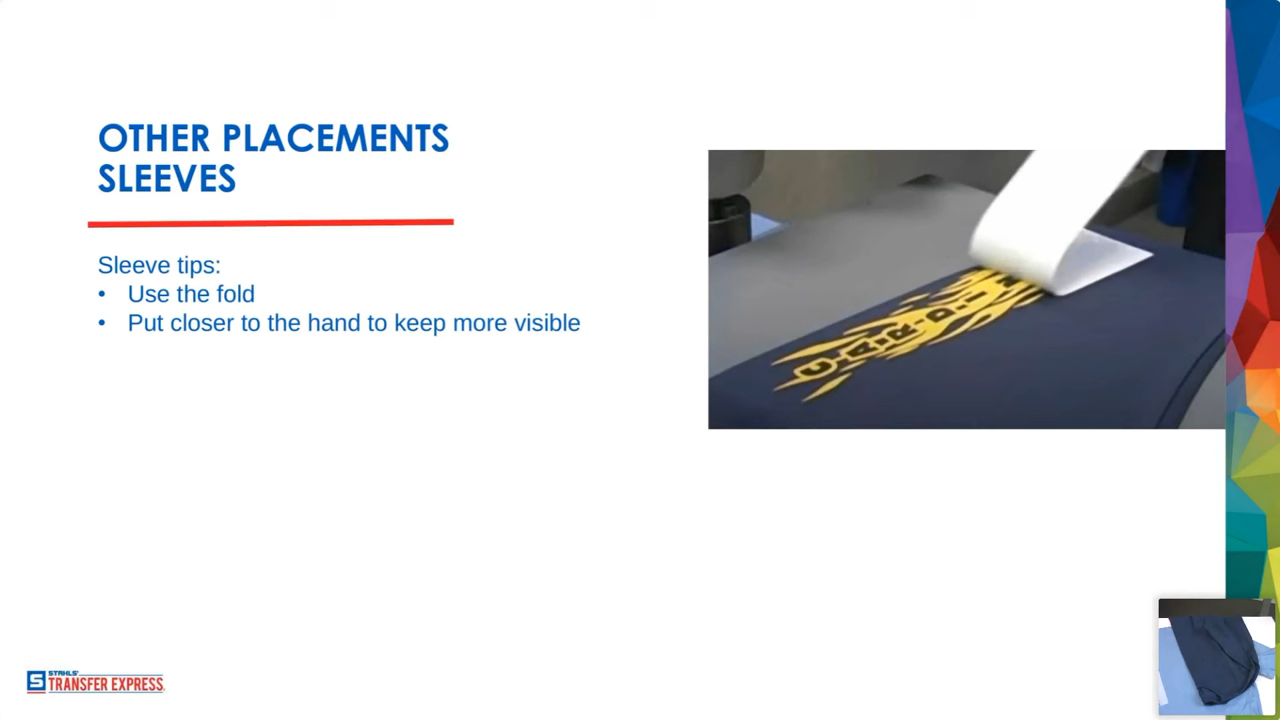 OTHER PLACEMENTS
SLEEVES
Sleeve tips:
• Use the fold
• Put closer to the hand to keep more visible
CARDI
S STAHLS'
TRANSFER EXPRESS.